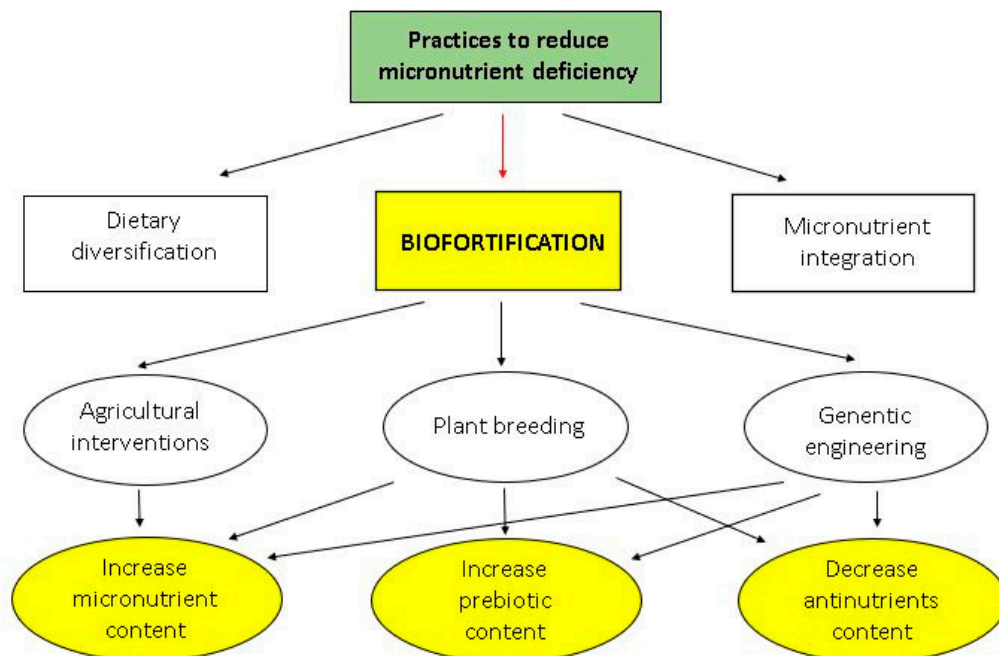 Practices to reduce
micronutrient deficiency
Dietary
diversification
BIOFORTIFICATION
Micronutrient
integration
Agricultural
interventions
Plant breeding
Genentic
engineering
Increase
micronutrient
content
Increase
prebiotic
content
Decrease
antinutrients
content